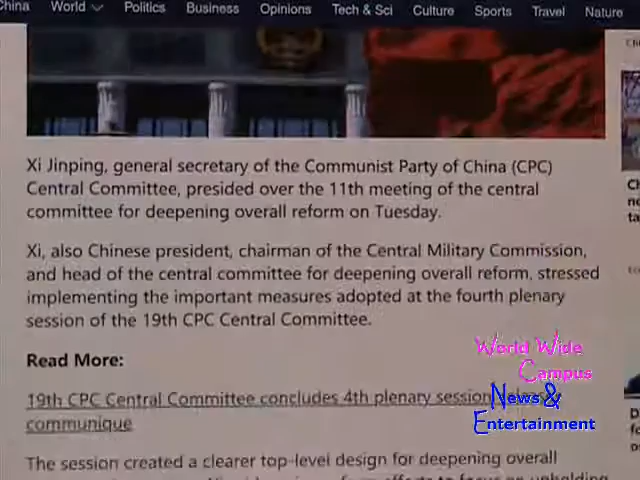 China World Politics Business Opinions Tech & Sci Culture Sports Travel Nature
Xi Jinping, general secretary of the Communist Party of China (CPC)
Central Committee, presided over the 11th meeting of the central
committee for deepening overall reform on Tuesday.
Xi, also Chinese president, chairman of the Central Military Commission,
and head of the central committee for deepening overall reform, stressed
implementing the important measures adopted at the fourth plenary
session of the 19th CPC Central Committee.
Read More:
19th CPC Central Committee concludes 4th plenary session,
communique
The session created a clearer top-level design for deepening overall
World Wide
Campus
News &
Entertainment